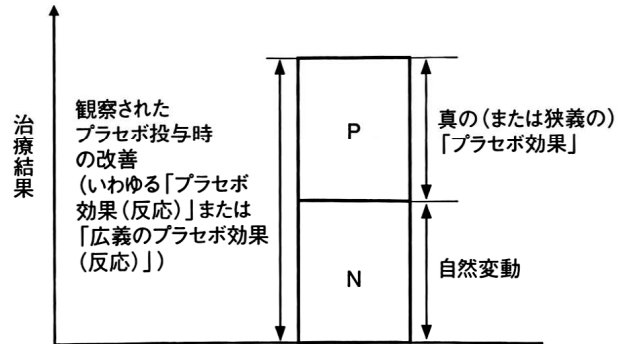 治療結果
観察された
プラセボ投与時
の改善
(いわゆる「プラセボ
効果(反応)」または
「広義のプラセボ効果
(反応)」)
P
N
真の(または狭義の)
「プラセボ効果」
自然変動